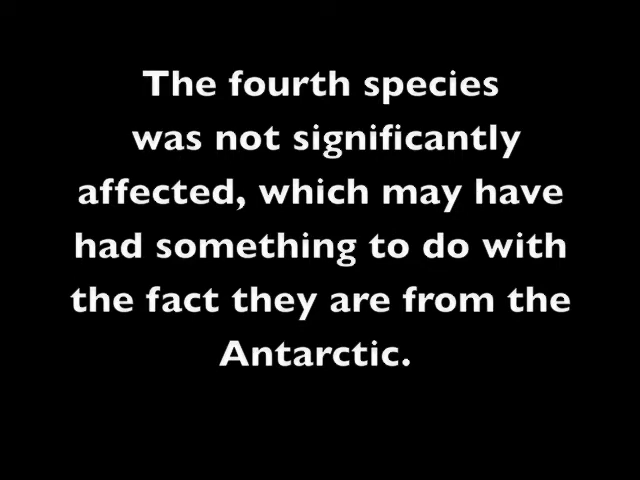 The fourth species
was not significantly
affected, which may have
had something to do with
the fact they are from the
Antarctic.